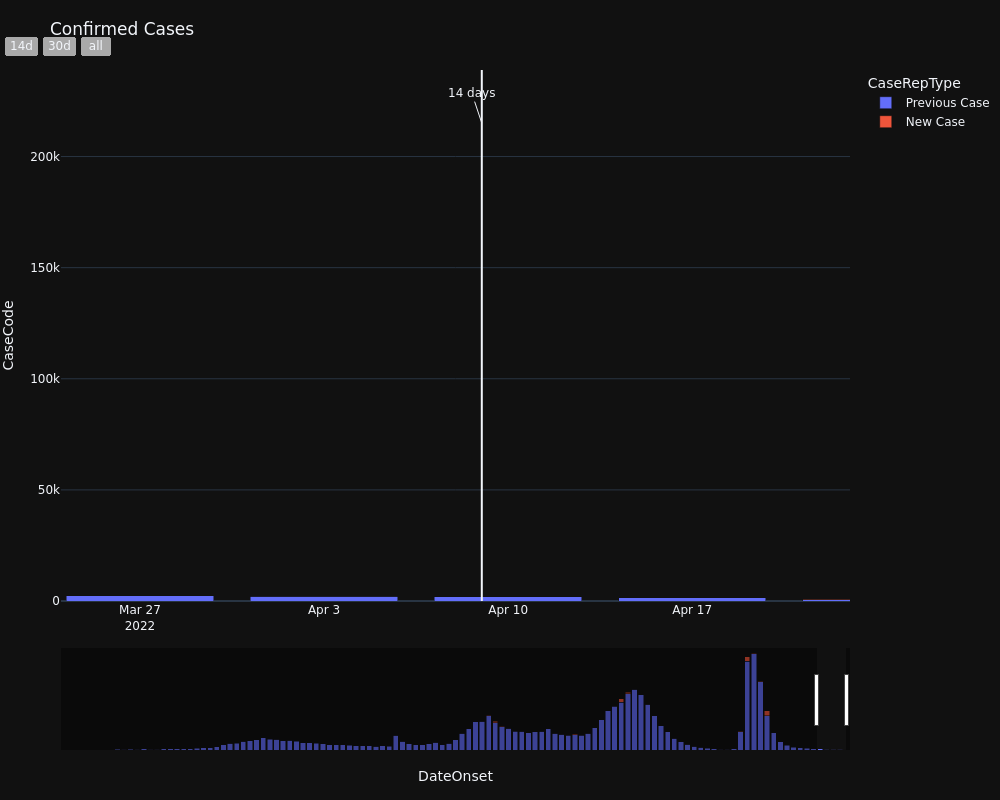 Confirmed Cases
14d 30d all
14 days
CaseRepType
Previous Case
New Case
200k
150k
100k
50k
0
CaseCode
Mar 27 Apr 3 Apr 10 Apr 17
2022
DateOnset